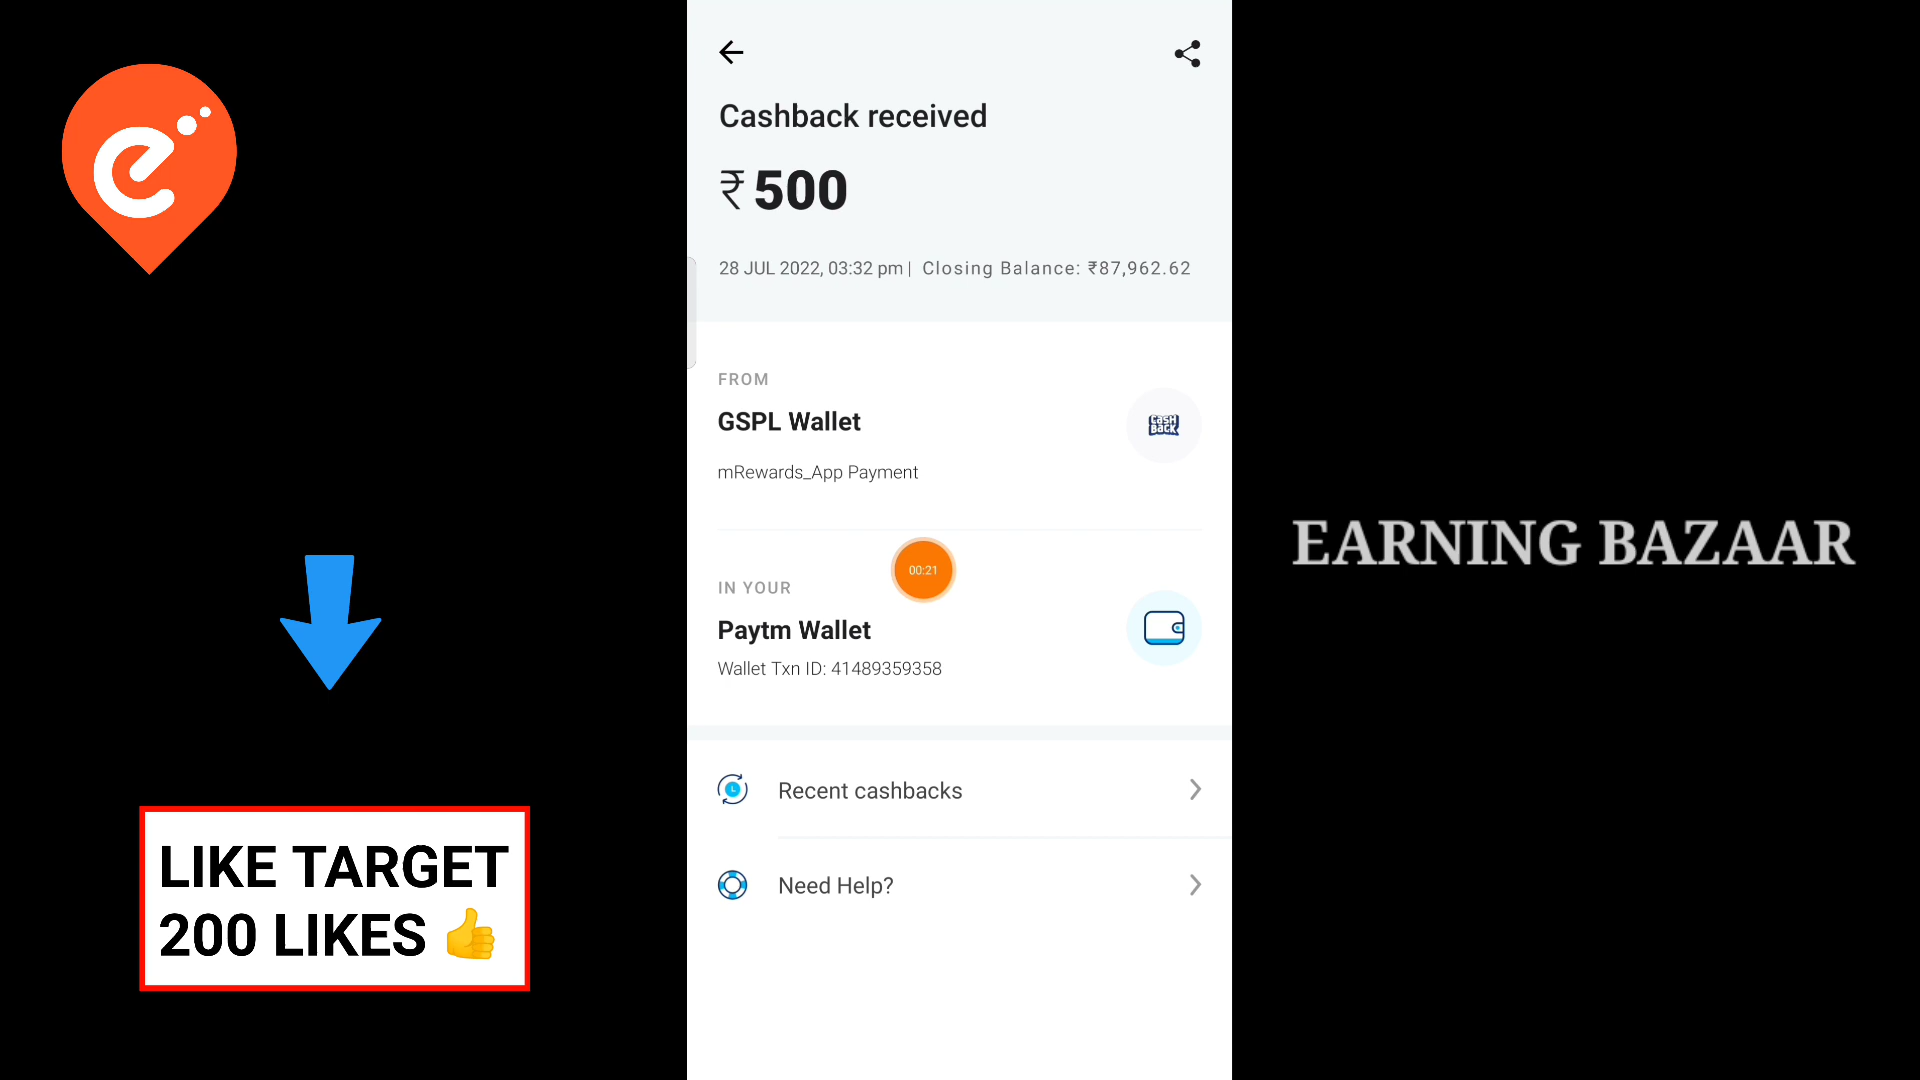 Cashback received
₹500
28 JUL 2022, 03:32 pm | Closing Balance: ₹87,962.62
FROM
GSPL Wallet
CASH
BACK
mRewards_App Payment
00:21
IN YOUR
Paytm Wallet
Wallet Txn ID: 41489359358
Recent cashbacks
Need Help?
e
LIKE TARGET
200 LIKES 👍
EARNING BAZAAR